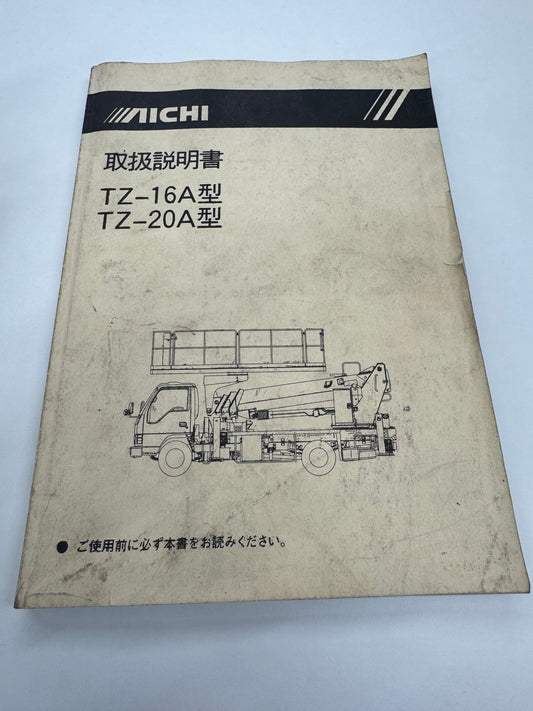 AICHI
取扱説明書
TZ-16A型
TZ-20A型
● ご使用前に必ず本書をお読みください。